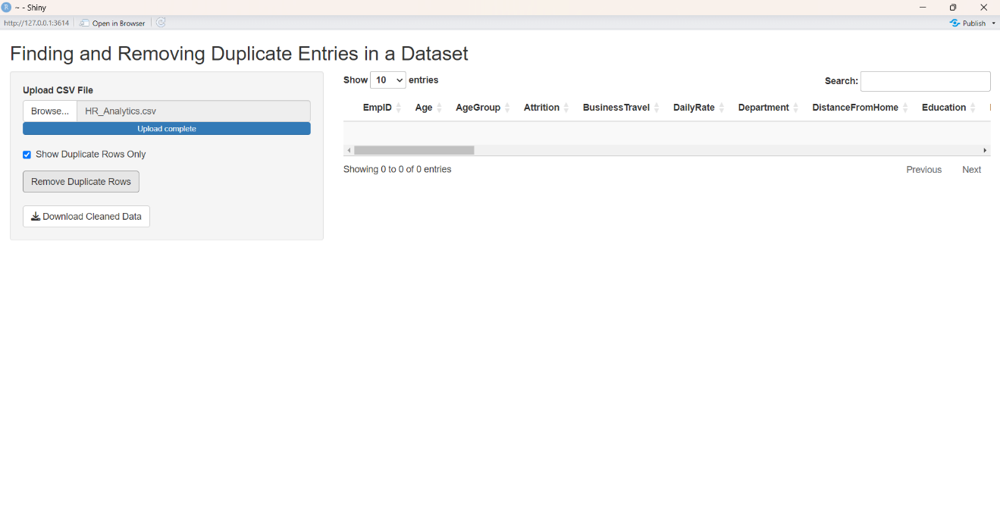 R ~ - Shiny
http://127.0.0.1:3614 Open in Browser Publish
Finding and Removing Duplicate Entries in a Dataset
Upload CSV File
Browse... HR_Analytics.csv
Upload complete
Show Duplicate Rows Only
Remove Duplicate Rows
Download Cleaned Data
Show 10 entries Search:
EmpID Age AgeGroup Attrition BusinessTravel DailyRate Department DistanceFromHome Education
Showing 0 to 0 of 0 entries Previous Next